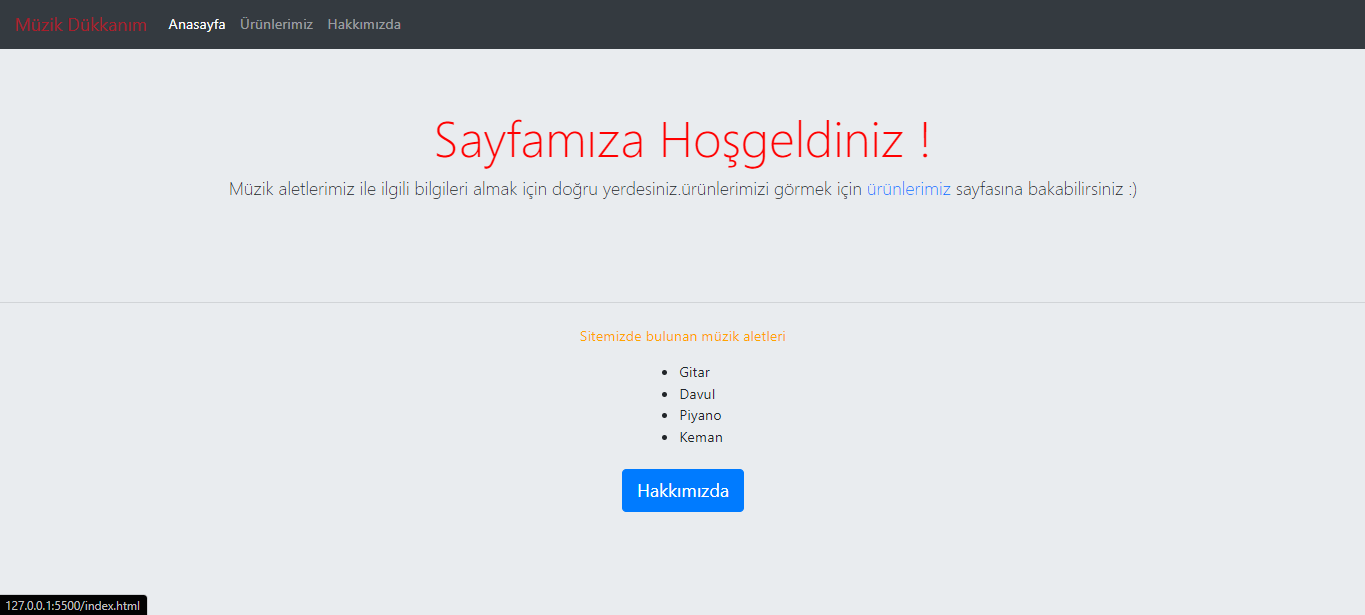 Müzik Dükkanım Anasayfa Ürünlerimiz Hakkımızda
Sayfamıza Hoşgeldiniz !
Müzik aletlerimiz ile ilgili bilgileri almak için doğru yerdesiniz.ürünlerimizi görmek için ürünlerimiz sayfasına bakabilirsiniz :)
Sitemizde bulunan müzik aletleri
• Gitar
• Davul
• Piyano
• Keman
Hakkımızda
127.0.0.1:5500/index.html